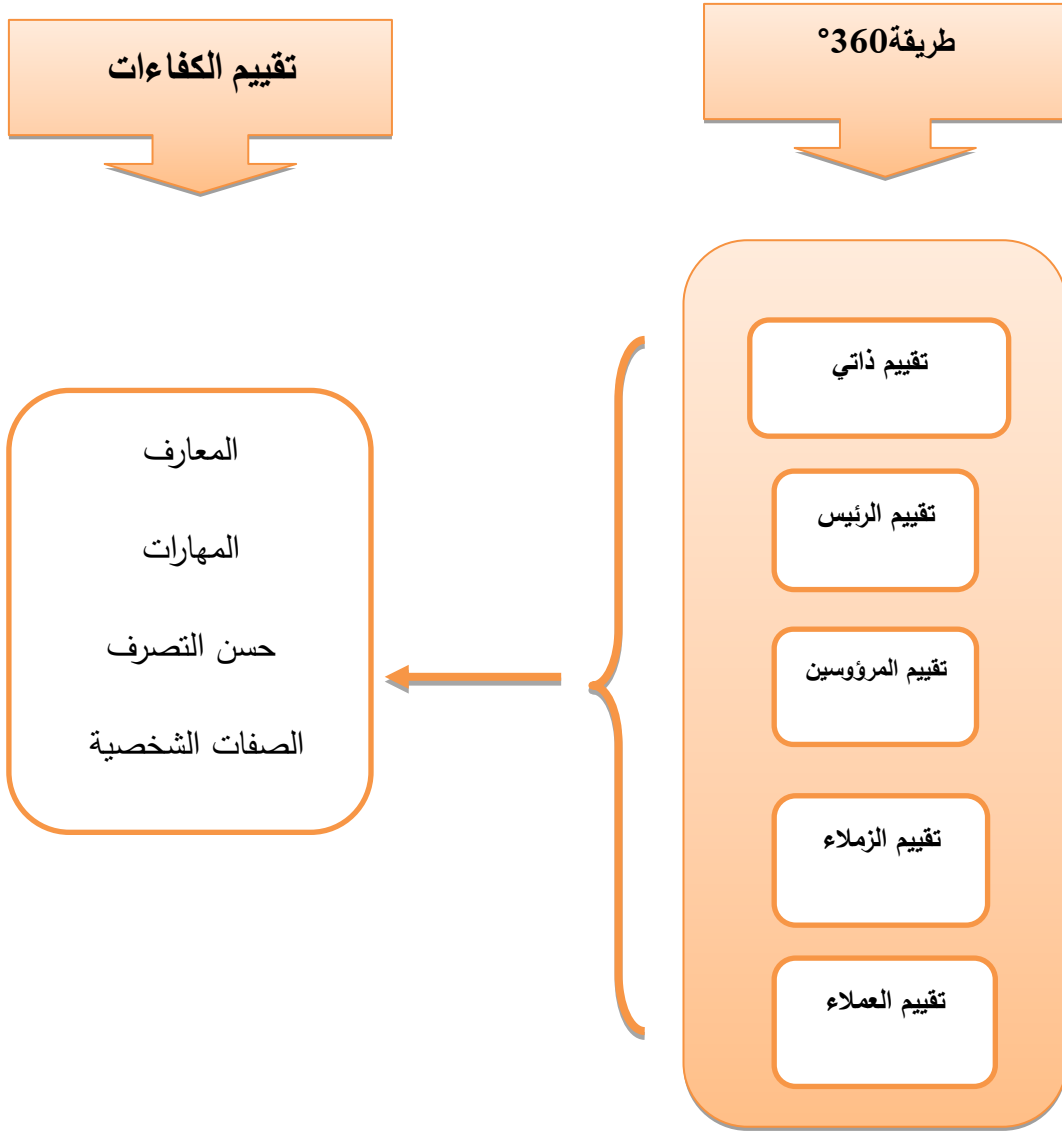 طريقة360°
تقييم الكفاءات
تقييم ذاتي
تقييم الرئيس
تقييم المرؤوسين
تقييم الزملاء
تقييم العملاء
المعارف
المهارات
حسن التصرف
الصفات الشخصية